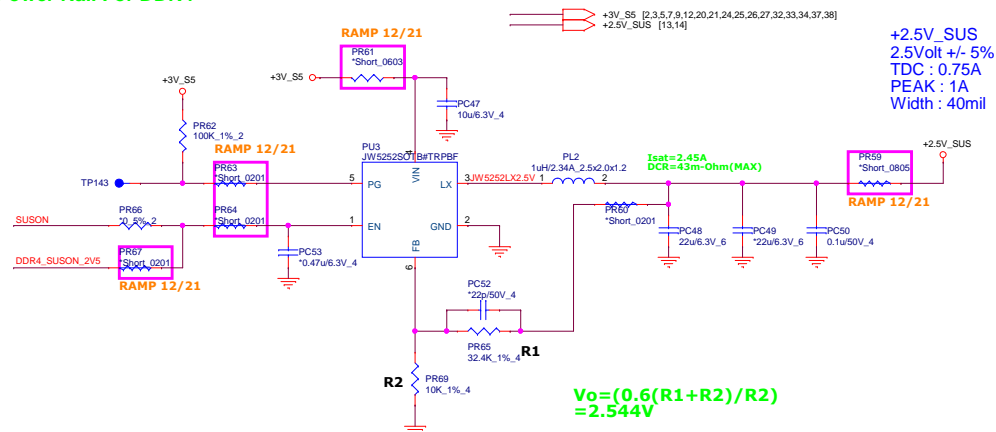 +3V_S5 [2,3,5,7,9,12,20,21,24,25,26,27,32,33,34,37,38]
+2.5V_SUS [13,14]
+2.5V_SUS
2.5Volt +/- 5%
TDC : 0.75A
PEAK : 1A
Width : 40mil
RAMP 12/21
PR61
*Short_0603
+3V_S5
+3V_S5
PC47
10u/6.3V_4
PR62
100K_1%_2
RAMP 12/21
PU3
JW5252SOTB#TRPBF
TP143
PR63
*Short_0201
5
PG
VIN
4
LX
3
JW5252LX2.5V
PL2
1uH/2.34A_2.5x2.0x1.2
1
2
Isat=2.45A
DCR=43m-Ohm(MAX)
PR59
*Short_0805
+2.5V_SUS
RAMP 12/21
SUSON
PR66
*0_5%_2
PR64
*Short_0201
1
EN
GND
2
FB
6
PR60
*Short_0201
PC48
22u/6.3V_6
PC49
*22u/6.3V_6
PC50
0.1u/50V_4
DDR4_SUSON_2V5
PR67
*Short_0201
RAMP 12/21
PC53
*0.47u/6.3V_4
PC52
*22p/50V_4
PR65
32.4K_1%_4
R1
R2
PR69
10K_1%_4
Vo=(0.6(R1+R2)/R2)
=2.544V